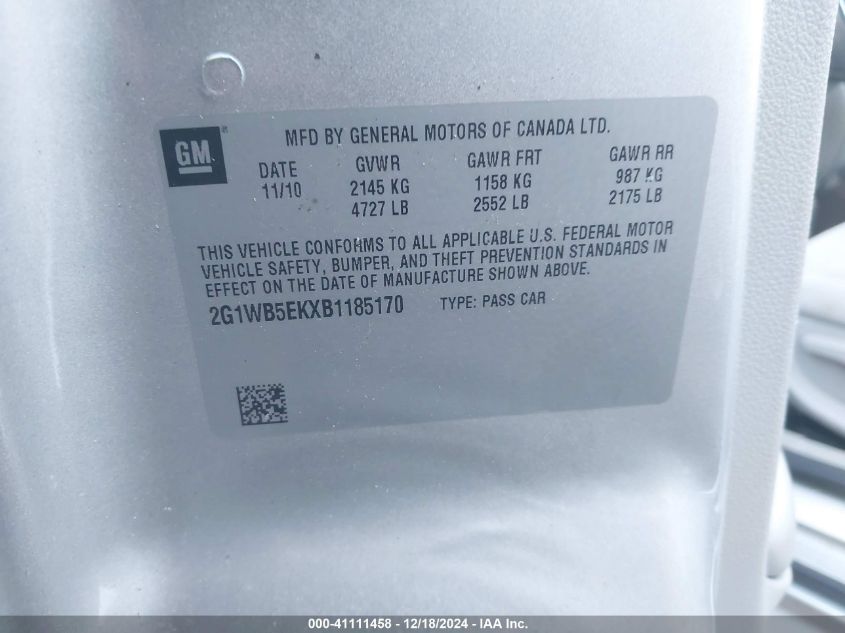 GM®
MFD BY GENERAL MOTORS OF CANADA LTD.
DATE GVWR GAWR FRT GAWR RR
11/10 2145 KG 1158 KG 987 KG
4727 LB 2552 LB 2175 LB
THIS VEHICLE CONFORMS TO ALL APPLICABLE U.S. FEDERAL MOTOR
VEHICLE SAFETY, BUMPER, AND THEFT PREVENTION STANDARDS IN
EFFECT ON THE DATE OF MANUFACTURE SHOWN ABOVE.
2G1WB5EKXB1185170 TYPE: PASS CAR
000-41111458 - 12/18/2024 - IAA Inc.